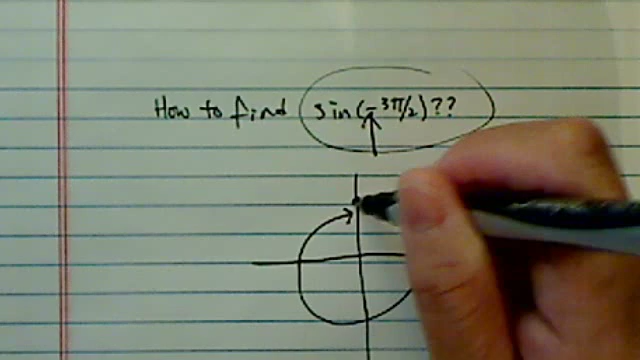 How to find sin(-3π/2)??